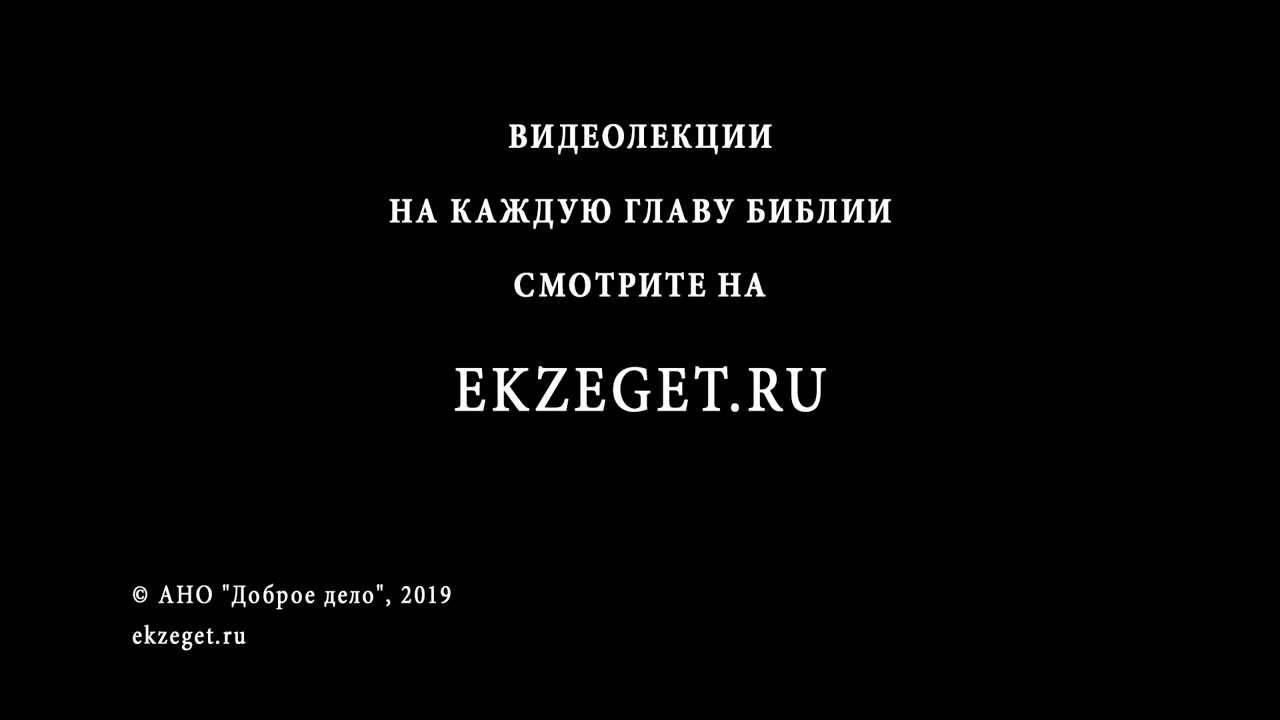 ВИДЕОЛЕКЦИИ
НА КАЖДУЮ ГЛАВУ БИБЛИИ
СМОТРИТЕ НА
EKZEGET.RU
© АНО "Доброе дело", 2019
ekzeget.ru